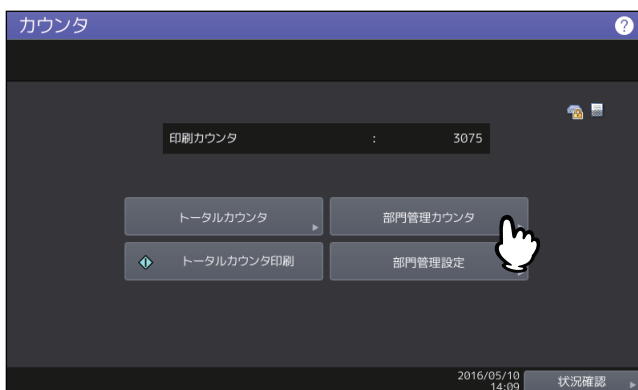 カウンタ
?
印刷カウンタ : 3075
トータルカウンタ
部門管理カウンタ
トータルカウンタ印刷
部門管理設定
2016/05/10
14:09
状況確認